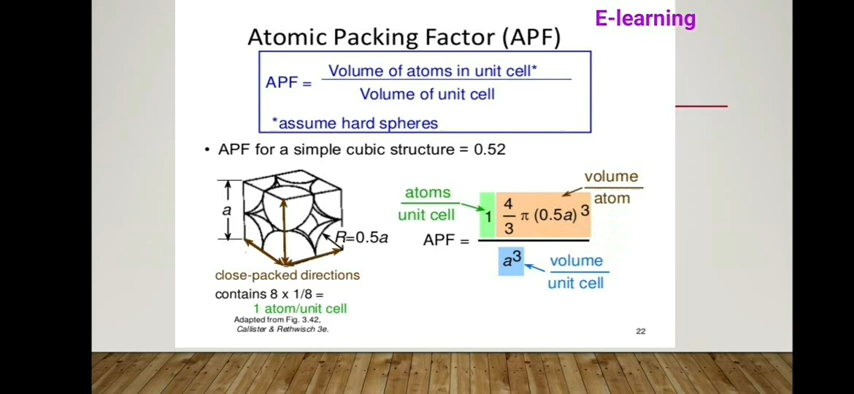 E-learning
Atomic Packing Factor (APF)
APF =
Volume of atoms in unit cell*
Volume of unit cell
*assume hard spheres
• APF for a simple cubic structure = 0.52
a
R=0.5a
close-packed directions
contains 8 x 1/8 =
1 atom/unit cell
Adapted from Fig. 3.42,
Callister & Rethwisch 3e.
atoms
unit cell
APF =
1 4/3 π (0.5a)³
a³
volume
atom
volume
unit cell
22